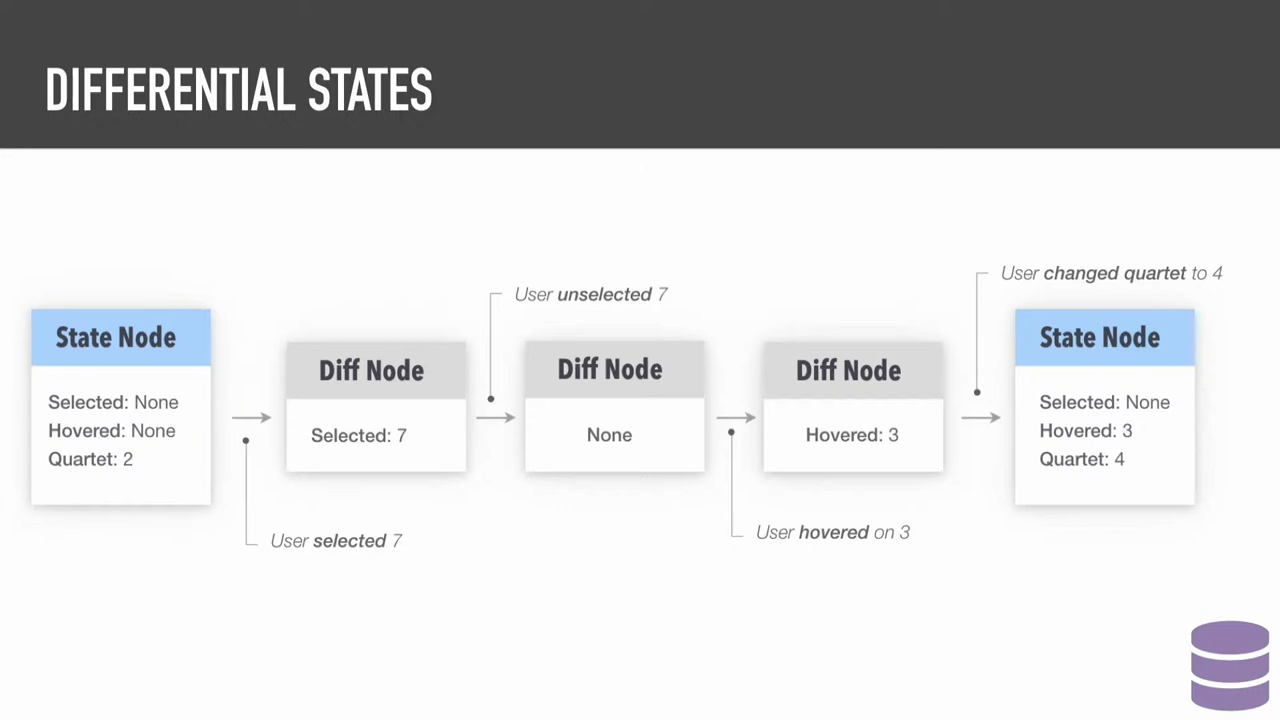 DIFFERENTIAL STATES
State Node
Selected: None
Hovered: None
Quartet: 2
User selected 7
Diff Node
Selected: 7
User unselected 7
Diff Node
None
User hovered on 3
Diff Node
Hovered: 3
User changed quartet to 4
State Node
Selected: None
Hovered: 3
Quartet: 4